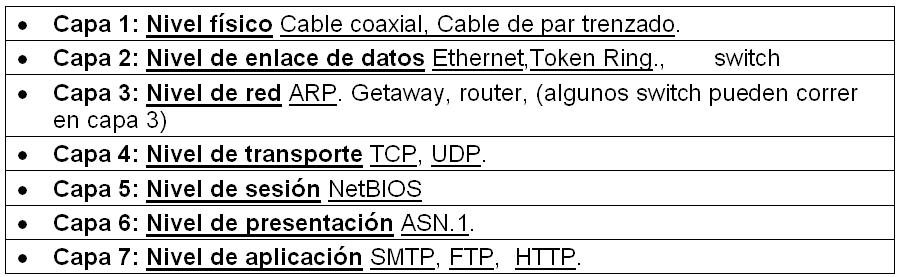 • Capa 1: Nivel físico Cable coaxial, Cable de par trenzado.
• Capa 2: Nivel de enlace de datos Ethernet,Token Ring., switch
• Capa 3: Nivel de red ARP. Getaway, router, (algunos switch pueden correr
en capa 3)
• Capa 4: Nivel de transporte TCP, UDP.
• Capa 5: Nivel de sesión NetBIOS
• Capa 6: Nivel de presentación ASN.1.
• Capa 7: Nivel de aplicación SMTP, FTP, HTTP.